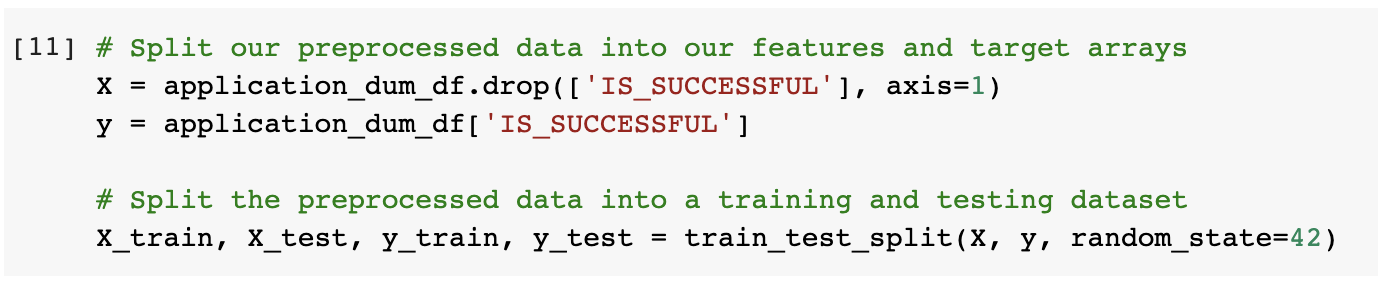 [11] # Split our preprocessed data into our features and target arrays
X = application_dum_df.drop(['IS_SUCCESSFUL'], axis=1)
y = application_dum_df['IS_SUCCESSFUL']
# Split the preprocessed data into a training and testing dataset
X_train, X_test, y_train, y_test = train_test_split(X, y, random_state=42)